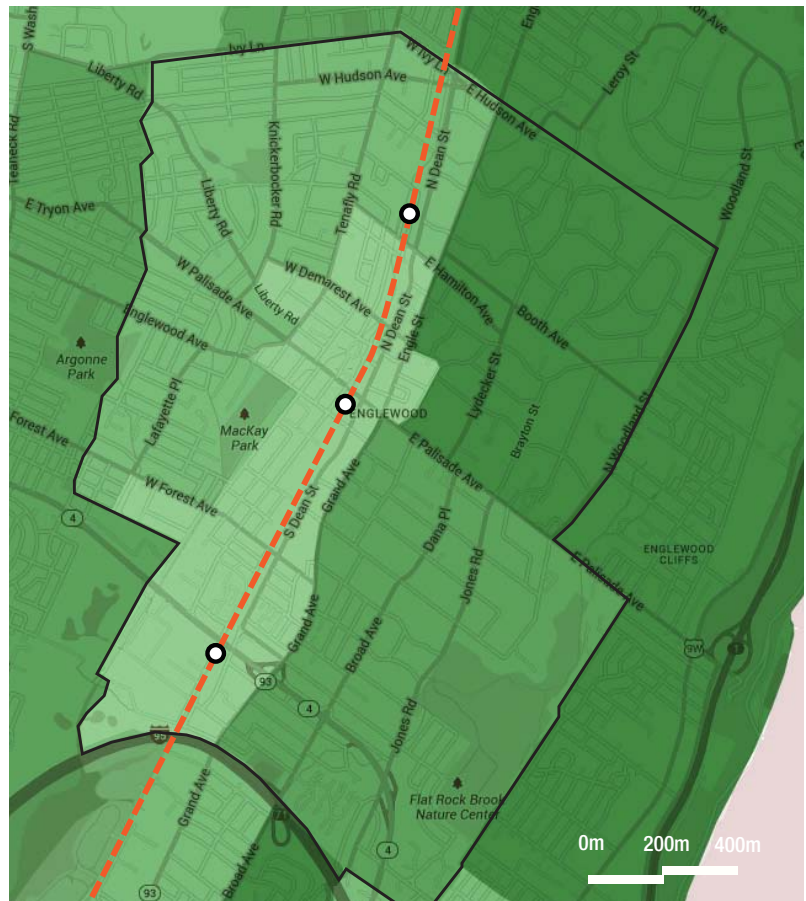 S Wash
Ivy Ln
W Ivy Ln
Eng
on Ave
Liberty Rd
W Hudson Ave
E Hudson Ave
Leroy St
Teaneck Rd
Knickerbocker Rd
N Dean St
E
Woodland St
E Tryon Ave
Liberty Rd
Tenafly Rd
W Palisade Ave
W Demarest Ave
E Hamilton Ave
Liberty Rd
N Dean St
Engle St
Booth Ave
Englewood Ave
Argonne
Park
Lafayette Pl
MacKay
Park
ENGLEWOOD
Lydecker St
Brayton St
N Woodland St
Forest Ave
W Forest Ave
E Palisade Ave
4
S Dean St
Grand Ave
Dana Pl
Jones Rd
ENGLEWOOD
CLIFFS
E Palisade Ave
Grand Ave
Broad Ave
9W
93
4
95
Jones Rd
Grand Ave
Flat Rock Brook
Nature Center
71
4
Broad Ave
93
0m 200m 400m